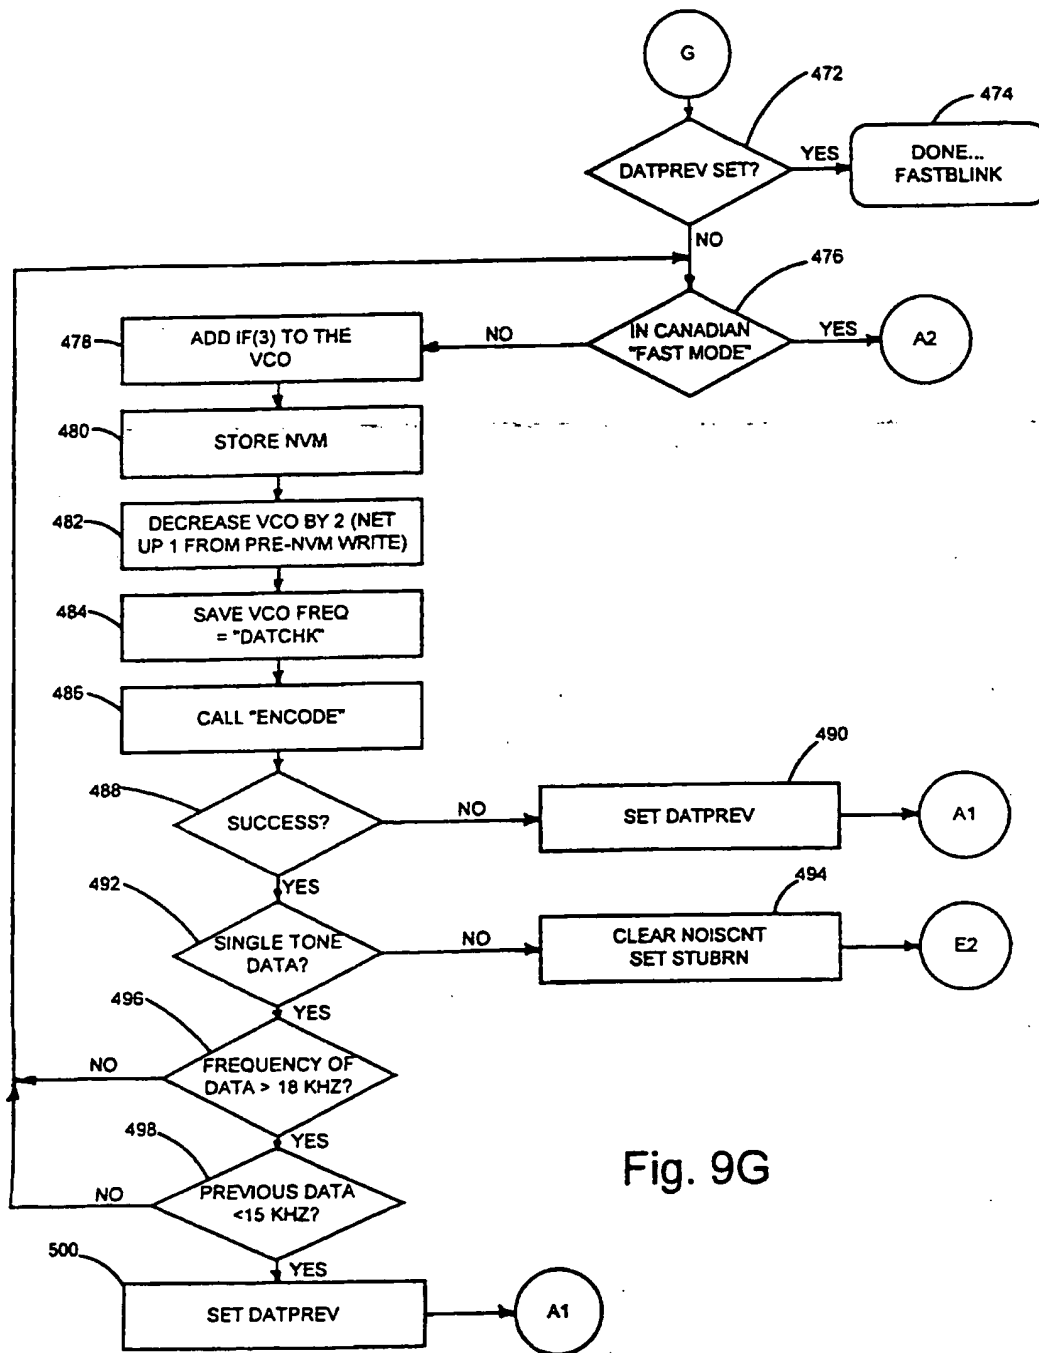 G
472
474
DATPREV SET?
YES
DONE...
FASTBLINK
NO
476
478
ADD IF(3) TO THE
VCO
NO
IN CANADIAN
"FAST MODE"
YES
A2
480
STORE NVM
482
DECREASE VCO BY 2 (NET
UP 1 FROM PRE-NVM WRITE)
484
SAVE VCO FREQ
= "DATCHK"
486
CALL "ENCODE"
488
SUCCESS?
NO
490
SET DATPREV
A1
YES
492
SINGLE TONE
DATA?
NO
494
CLEAR NOISCNT
SET STUBRN
E2
YES
496
NO
FREQUENCY OF
DATA > 18 KHZ?
YES
498
NO
PREVIOUS DATA
<15 KHZ?
Fig. 9G
YES
500
SET DATPREV
A1